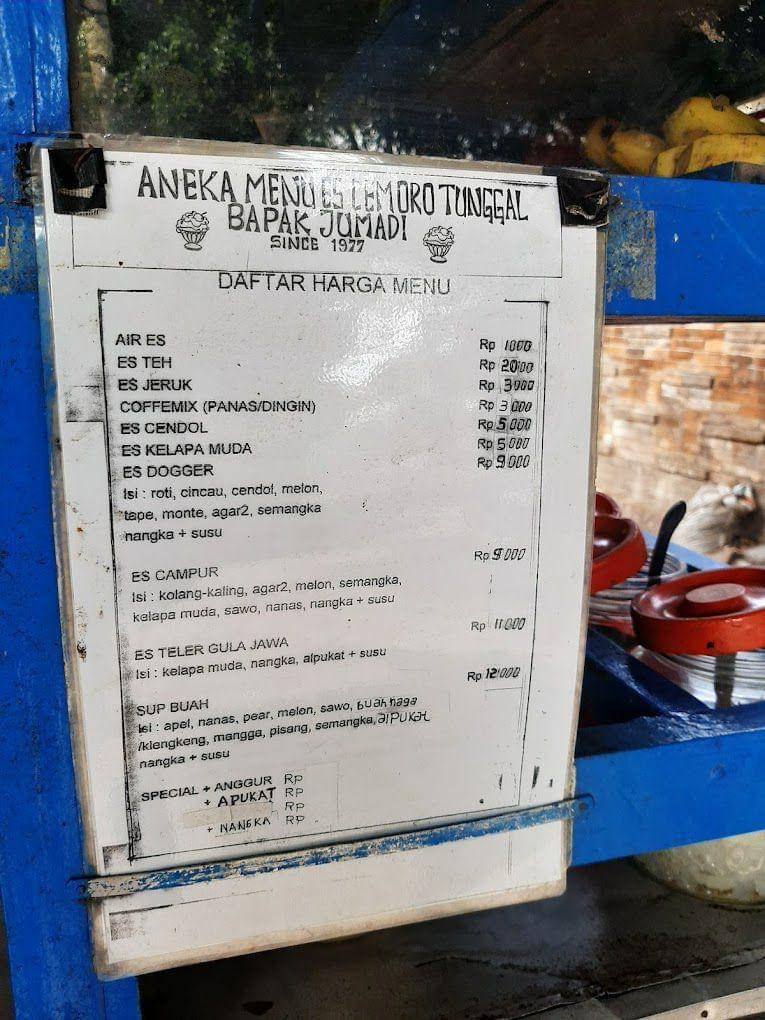 ANEKA MENU ES CEMORO TUNGGAL
BAPAK JUMADI
SINCE 1977
DAFTAR HARGA MENU
AIR ES Rp 1000
ES TEH Rp 2000
ES JERUK Rp 3000
COFFEMIX (PANAS/DINGIN) Rp 3000
ES CENDOL Rp 5000
ES KELAPA MUDA Rp 5000
ES DOGGER Rp 9000
Isi : roti, cincau, cendol, melon,
tape, monte, agar2, semangka
nangka + susu
ES CAMPUR Rp 9000
Isi : kolang-kaling, agar2, melon, semangka,
kelapa muda, sawo, nanas, nangka + susu
ES TELER GULA JAWA Rp 11000
Isi : kelapa muda, nangka, alpukat + susu
SUP BUAH Rp 12000
Isi : apel, nanas, pear, melon, sawo, buah naga
/klengkeng, mangga, pisang, semangka, alpukat
nangka + susu
SPECIAL + ANGGUR Rp
+ APUKAT Rp
Rp
+ NANGKA Rp